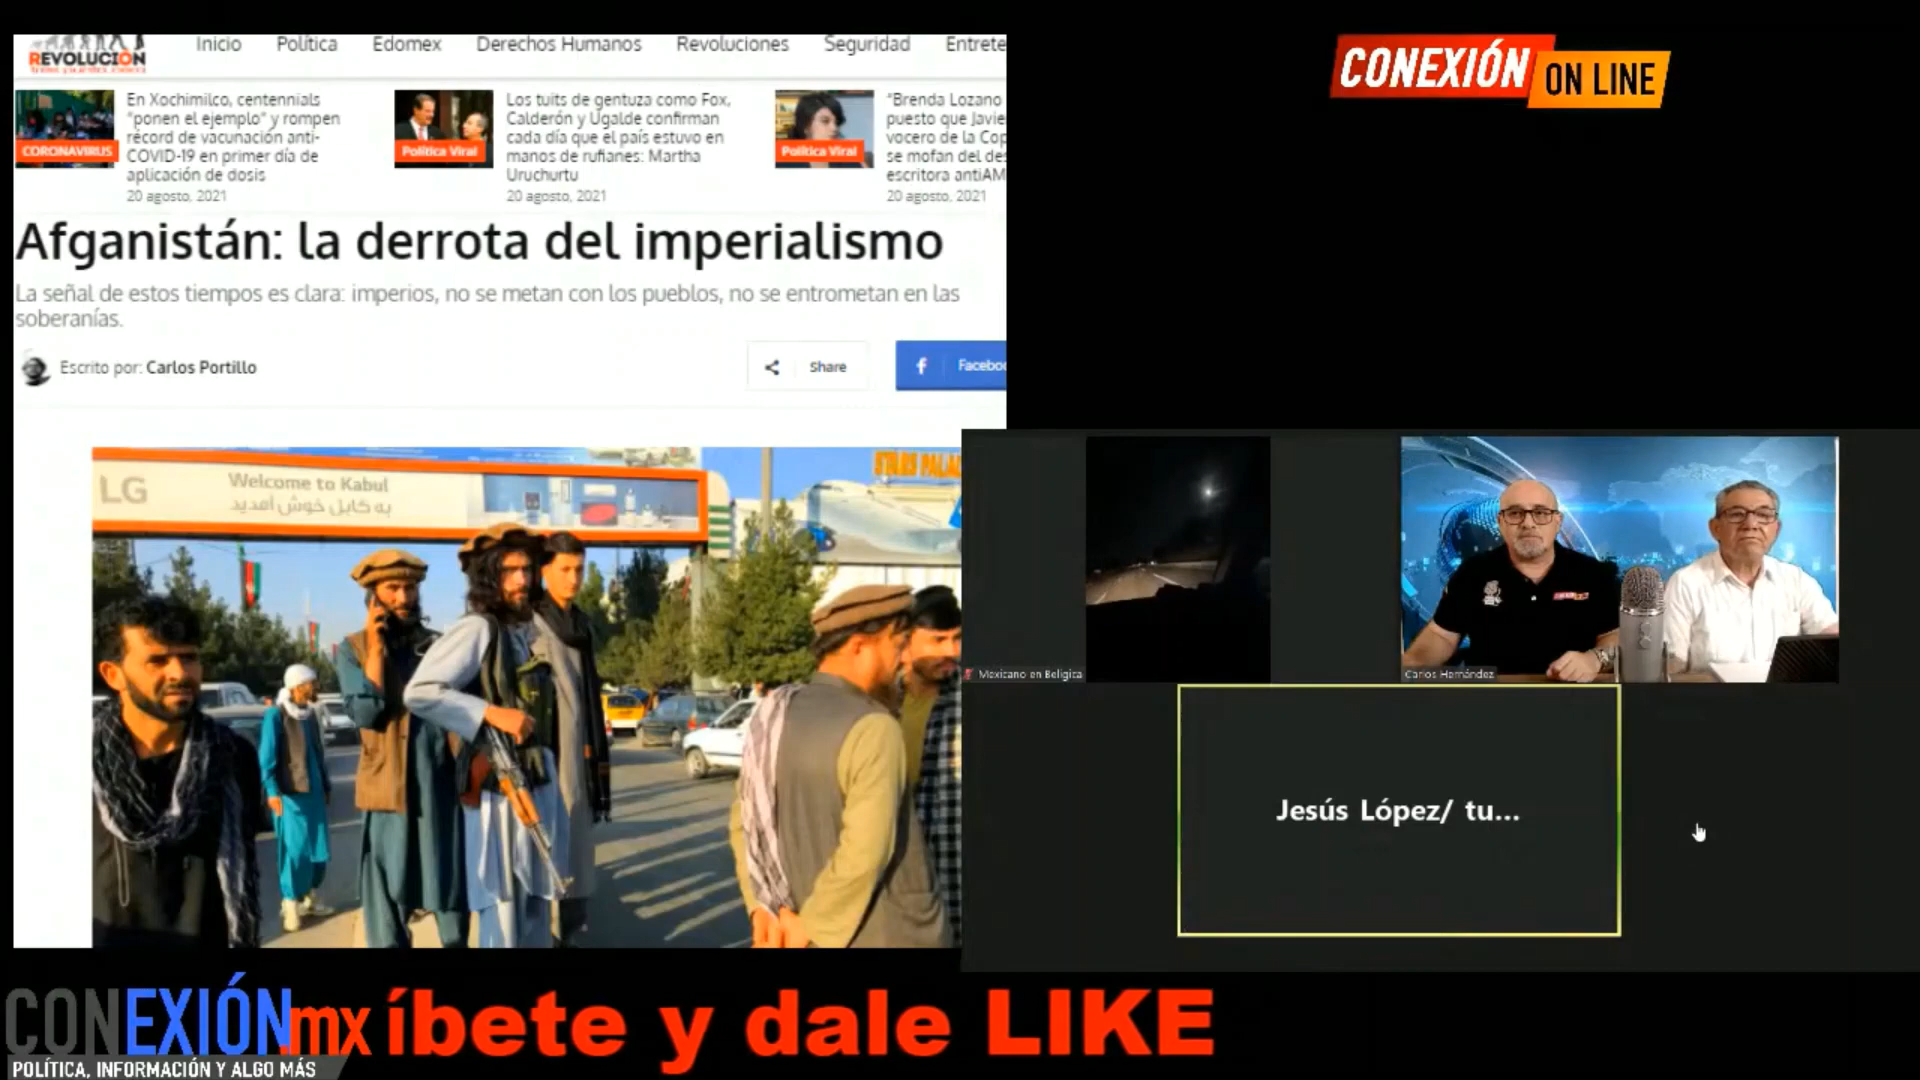 REVOLUCIÓN
Inicio Política Edomex Derechos Humanos Revoluciones Seguridad Entrete
CORONAVIRUS
En Xochimilco, centennials
"ponen el ejemplo" y rompen
récord de vacunación anti-
COVID-19 en primer día de
aplicación de dosis
20 agosto, 2021
Política Viral
Los tuits de gentuza como Fox,
Calderón y Ugalde confirman
cada día que el país estuvo en
manos de rufianes: Martha
Uruchurtu
20 agosto, 2021
Política Viral
"Brenda Lozano
puesto que Javie
vocero de la Cop
se mofan del des
escritora antiAM
20 agosto, 2021
Afganistán: la derrota del imperialismo
La señal de estos tiempos es clara: imperios, no se metan con los pueblos, no se entrometan en las
soberanías.
Escrito por: Carlos Portillo
Share
Faceboo
LG
Welcome to Kabul
به کابل خوش آمدید
STARS PALA
CONEXIÓN
ON LINE
Mexicano en Beligica
Carlos Hernández
Jesús López/ tu...
CONEXIÓN.mx
íbete y dale LIKE
POLÍTICA, INFORMACIÓN Y ALGO MÁS